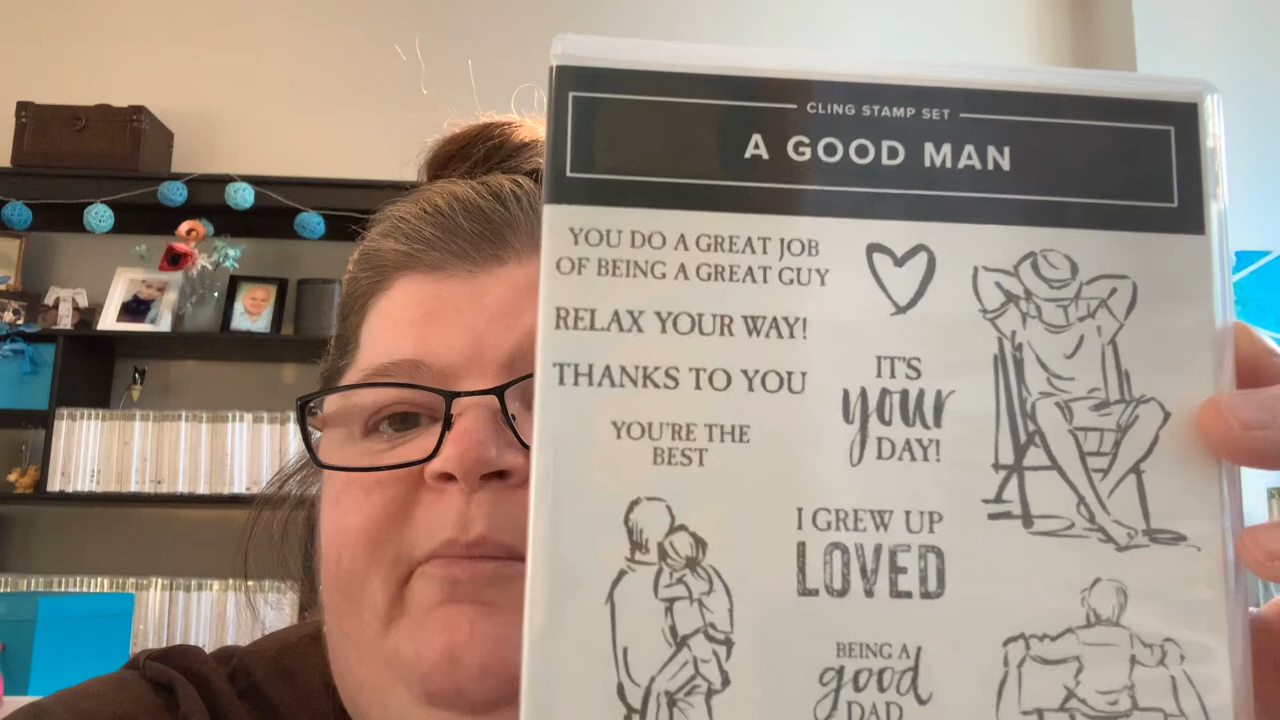 CLING STAMP SET
A GOOD MAN
YOU DO A GREAT JOB
OF BEING A GREAT GUY
RELAX YOUR WAY!
THANKS TO YOU
YOU'RE THE
BEST
IT'S
your
DAY!
I GREW UP
LOVED
BEING A
good
DAD